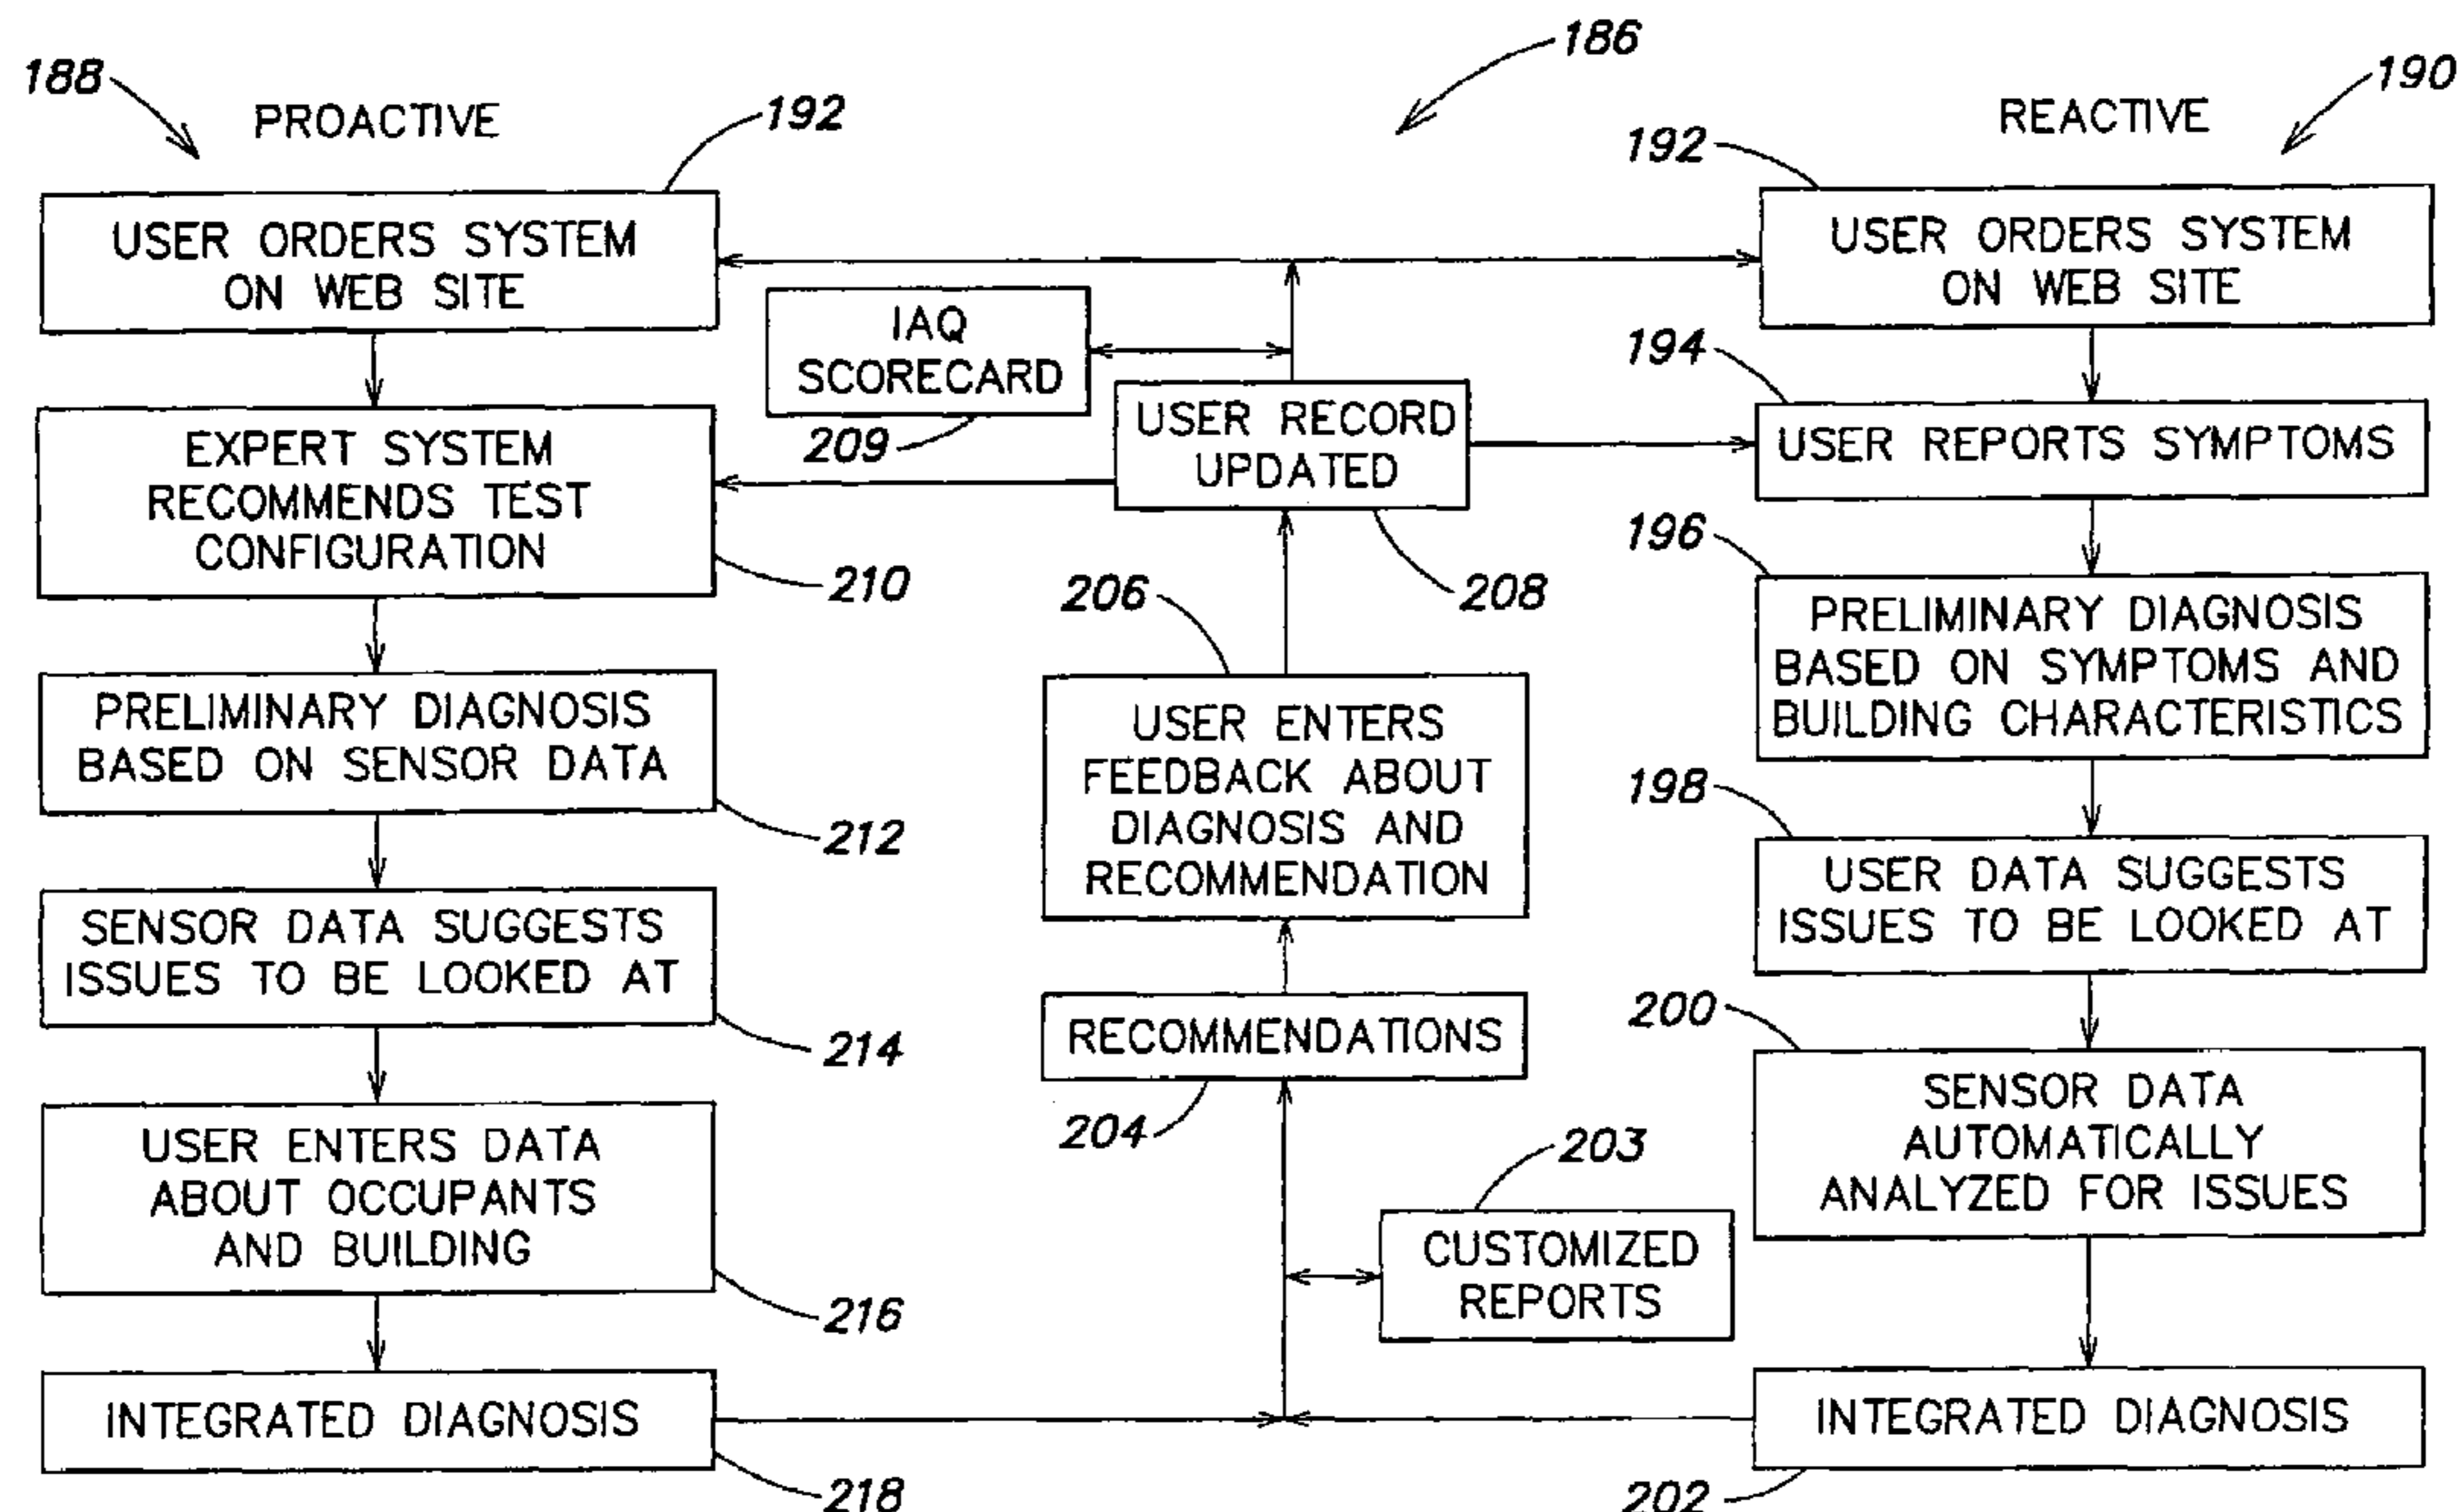 186
188
PROACTIVE
192
USER ORDERS SYSTEM
ON WEB SITE
EXPERT SYSTEM
RECOMMENDS TEST
CONFIGURATION
210
PRELIMINARY DIAGNOSIS
BASED ON SENSOR DATA
212
SENSOR DATA SUGGESTS
ISSUES TO BE LOOKED AT
214
USER ENTERS DATA
ABOUT OCCUPANTS
AND BUILDING
216
INTEGRATED DIAGNOSIS
218
IAQ
SCORECARD
209
USER RECORD
UPDATED
208
206
USER ENTERS
FEEDBACK ABOUT
DIAGNOSIS AND
RECOMMENDATION
RECOMMENDATIONS
204
203
CUSTOMIZED
REPORTS
190
REACTIVE
192
USER ORDERS SYSTEM
ON WEB SITE
194
USER REPORTS SYMPTOMS
196
PRELIMINARY DIAGNOSIS
BASED ON SYMPTOMS AND
BUILDING CHARACTERISTICS
198
USER DATA SUGGESTS
ISSUES TO BE LOOKED AT
200
SENSOR DATA
AUTOMATICALLY
ANALYZED FOR ISSUES
INTEGRATED DIAGNOSIS
202